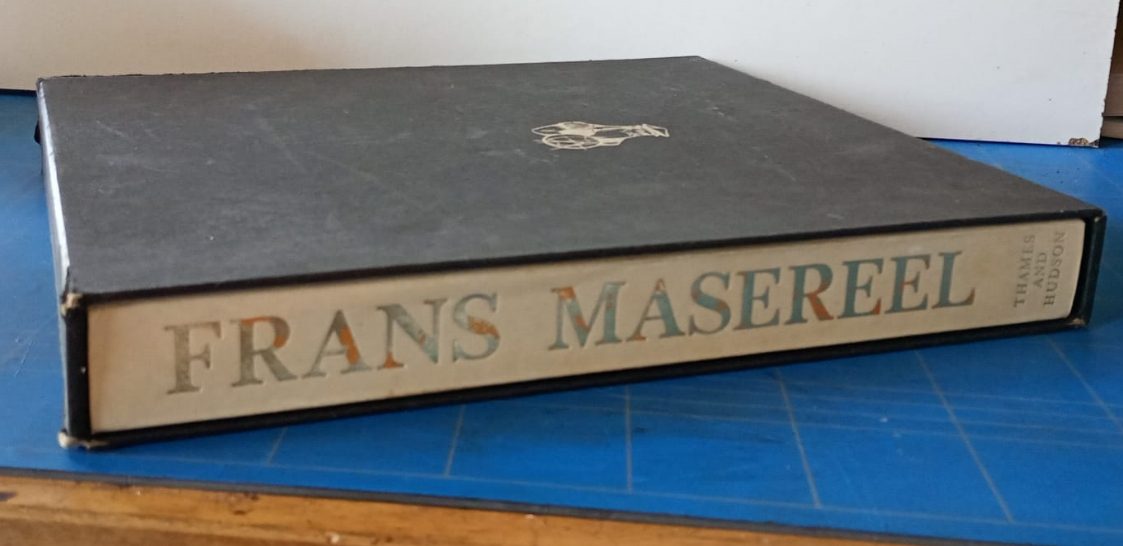 FRANS MASEREEL
THAMES
AND
HUDSON